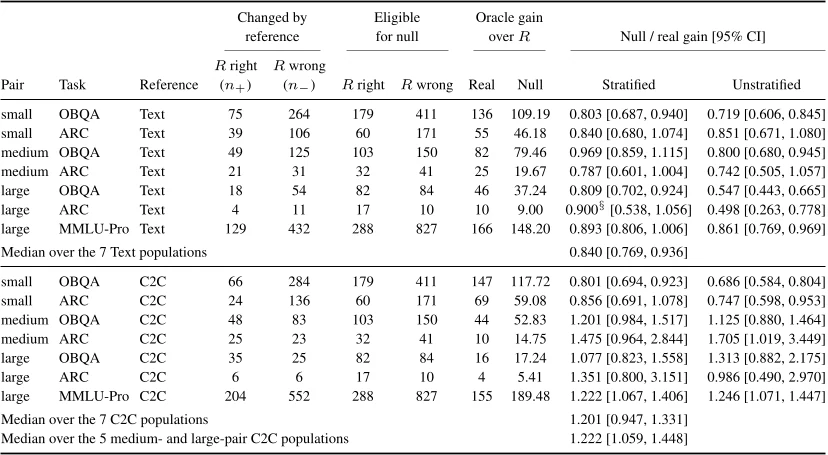 Changed by Eligible Oracle gain
reference for null over R Null / real gain [95% CI]
R right R wrong
Pair Task Reference (n+) (n−) R right R wrong Real Null Stratified Unstratified
small OBQA Text 75 264 179 411 136 109.19 0.803 [0.687, 0.940] 0.719 [0.606, 0.845]
small ARC Text 39 106 60 171 55 46.18 0.840 [0.680, 1.074] 0.851 [0.671, 1.080]
medium OBQA Text 49 125 103 150 82 79.46 0.969 [0.859, 1.115] 0.800 [0.680, 0.945]
medium ARC Text 21 31 32 41 25 19.67 0.787 [0.601, 1.004] 0.742 [0.505, 1.057]
large OBQA Text 18 54 82 84 46 37.24 0.809 [0.702, 0.924] 0.547 [0.443, 0.665]
large ARC Text 4 11 17 10 10 9.00 0.900§ [0.538, 1.056] 0.498 [0.263, 0.778]
large MMLU-Pro Text 129 432 288 827 166 148.20 0.893 [0.806, 1.006] 0.861 [0.769, 0.969]
Median over the 7 Text populations 0.840 [0.769, 0.936]
small OBQA C2C 66 284 179 411 147 117.72 0.801 [0.694, 0.923] 0.686 [0.584, 0.804]
small ARC C2C 24 136 60 171 69 59.08 0.856 [0.691, 1.078] 0.747 [0.598, 0.953]
medium OBQA C2C 48 83 103 150 44 52.83 1.201 [0.984, 1.517] 1.125 [0.880, 1.464]
medium ARC C2C 25 23 32 41 10 14.75 1.475 [0.964, 2.844] 1.705 [1.019, 3.449]
large OBQA C2C 35 25 82 84 16 17.24 1.077 [0.823, 1.558] 1.313 [0.882, 2.175]
large ARC C2C 6 6 17 10 4 5.41 1.351 [0.800, 3.151] 0.986 [0.490, 2.970]
large MMLU-Pro C2C 204 552 288 827 155 189.48 1.222 [1.067, 1.406] 1.246 [1.071, 1.447]
Median over the 7 C2C populations 1.201 [0.947, 1.331]
Median over the 5 medium- and large-pair C2C populations 1.222 [1.059, 1.448]